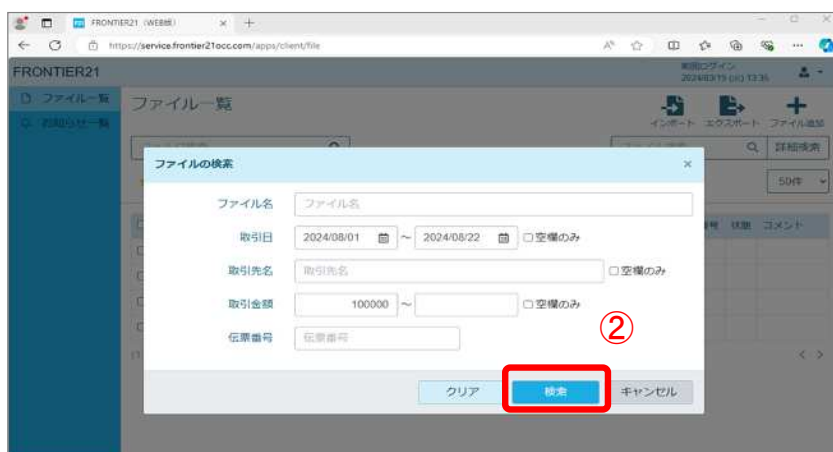 FRONTIER21 (WEB版)
https://service.frontier21occ.com/apps/client/file
FRONTIER21
前回ログイン
ファイル一覧
お知らせ一覧
ファイル一覧
インポート エクスポート ファイル追加
詳細検索
50件
ファイルの検索
ファイル名 ファイル名
取引日 2024/08/01 ~ 2024/08/22 空欄のみ
取引先名 取引先名 空欄のみ
取引金額 100000 ~ 空欄のみ
伝票番号 伝票番号
状態 コメント
②
クリア 検索 キャンセル